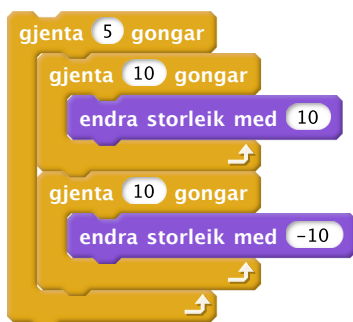 gjenta 5 gongar
gjenta 10 gongar
endra storleik med 10
gjenta 10 gongar
endra storleik med -10